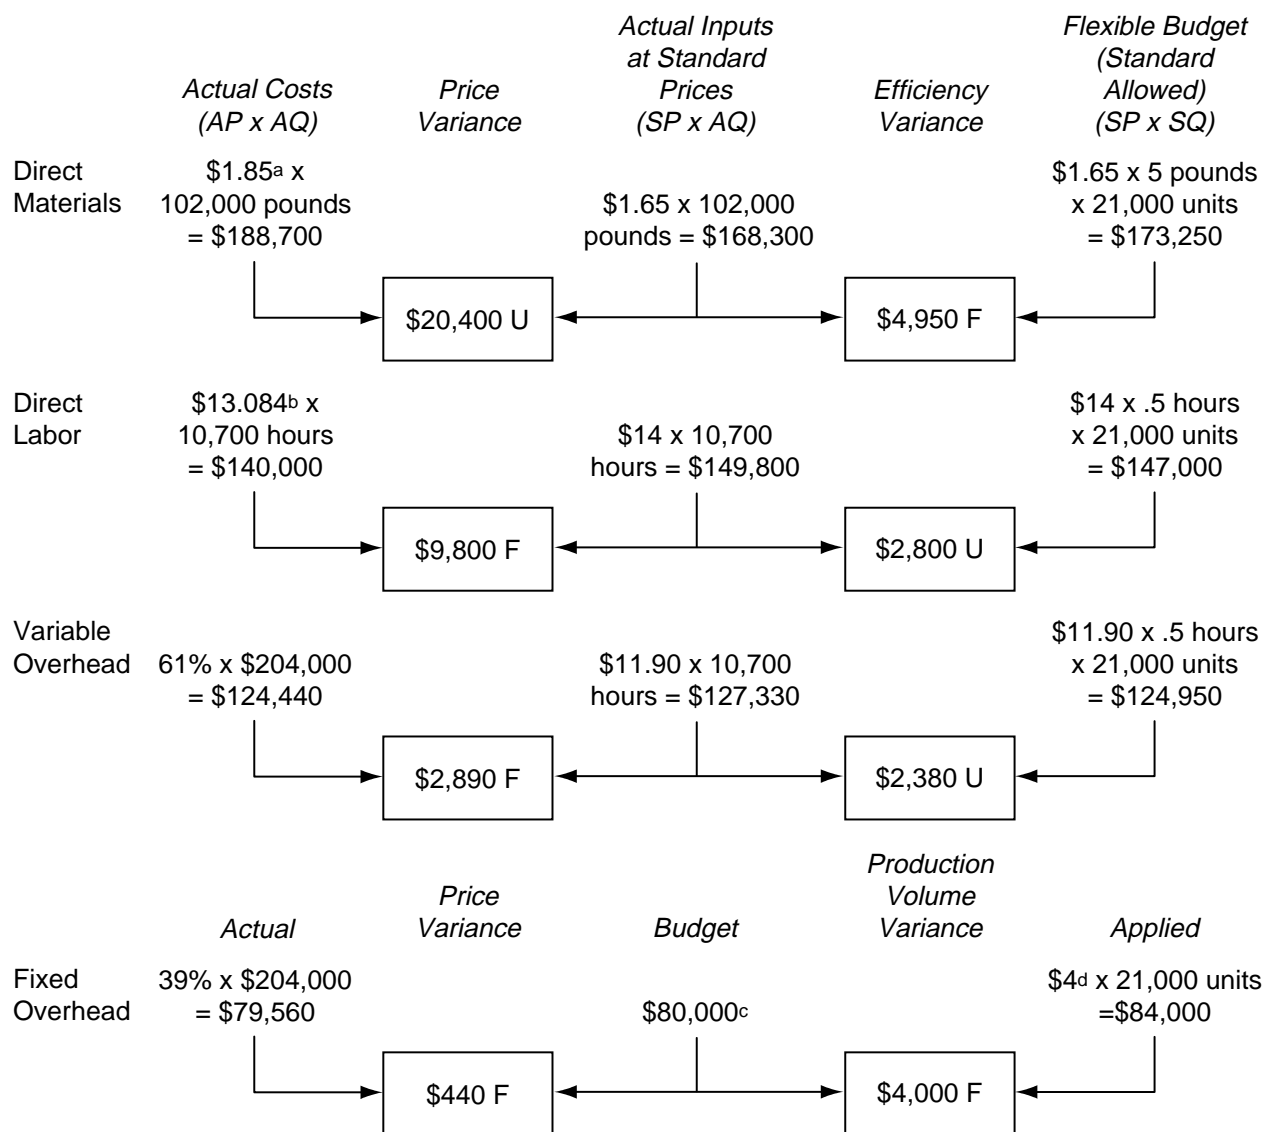 Actual Costs
(AP x AQ)
Price
Variance
Actual Inputs
at Standard
Prices
(SP x AQ)
Efficiency
Variance
Flexible Budget
(Standard
Allowed)
(SP x SQ)
Direct
Materials
$1.85a x
102,000 pounds
= $188,700
$1.65 x 102,000
pounds = $168,300
$1.65 x 5 pounds
x 21,000 units
= $173,250
$20,400 U
$4,950 F
Direct
Labor
$13.084b x
10,700 hours
= $140,000
$14 x 10,700
hours = $149,800
$14 x .5 hours
x 21,000 units
= $147,000
$9,800 F
$2,800 U
Variable
Overhead
61% x $204,000
= $124,440
$11.90 x 10,700
hours = $127,330
$11.90 x .5 hours
x 21,000 units
= $124,950
$2,890 F
$2,380 U
Actual
Price
Variance
Budget
Production
Volume
Variance
Applied
Fixed
Overhead
39% x $204,000
= $79,560
$80,000c
$4d x 21,000 units
=$84,000
$440 F
$4,000 F